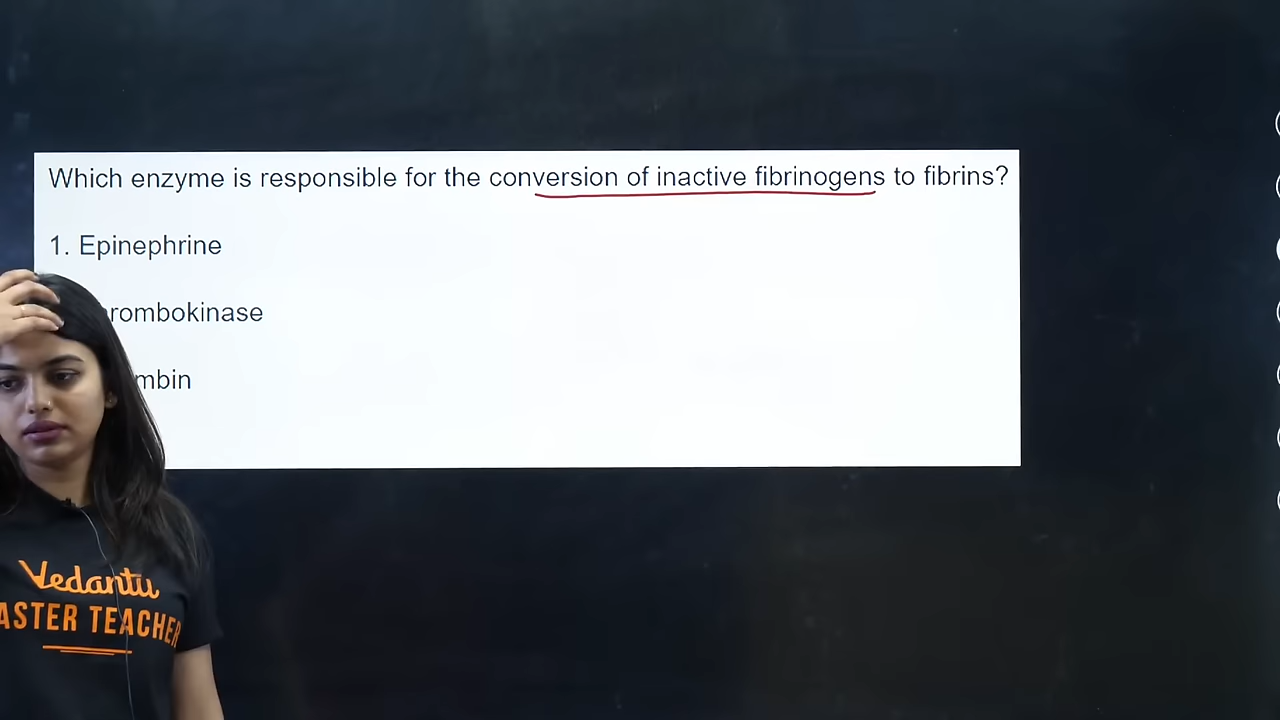 Which enzyme is responsible for the conversion of inactive fibrinogens to fibrins?
1. Epinephrine
rombokinase
mbin
Vedantu
ASTER TEACHER